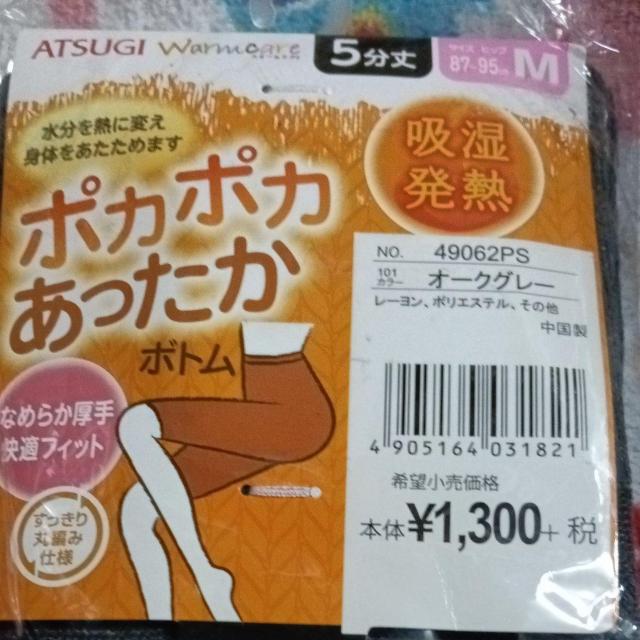 ATSUGI Warmcare
5分丈
サイズ ヒップ
87~95cm M
水分を熱に変え
身体をあたためます
吸湿
発熱
ポカポカ
あったか
ボトム
なめらか厚手
快適フィット
すっきり
丸編み
仕様
NO. 49062PS
101
カラー オークグレー
レーヨン、ポリエステル、その他
中国製
4 905164 031821
希望小売価格
本体 ¥1,300+ 税